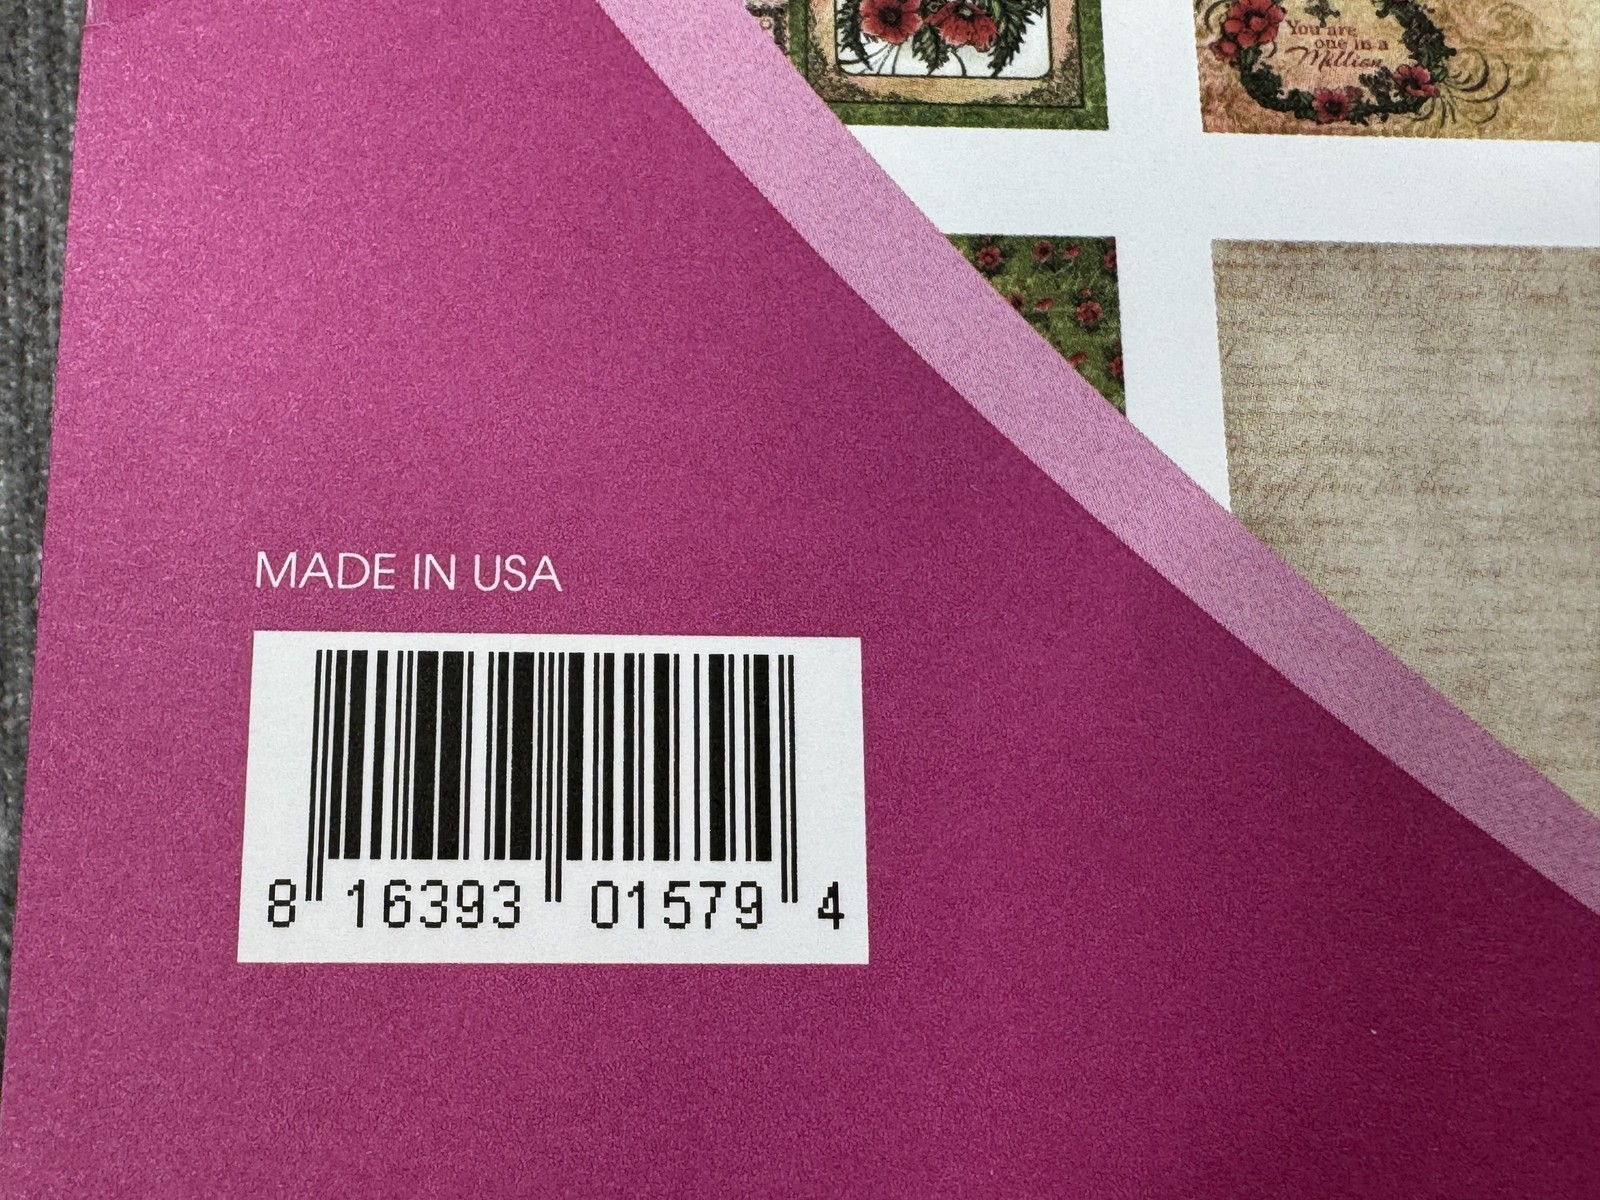 You are
one in a
Million
MADE IN USA
8 16393 01579 4